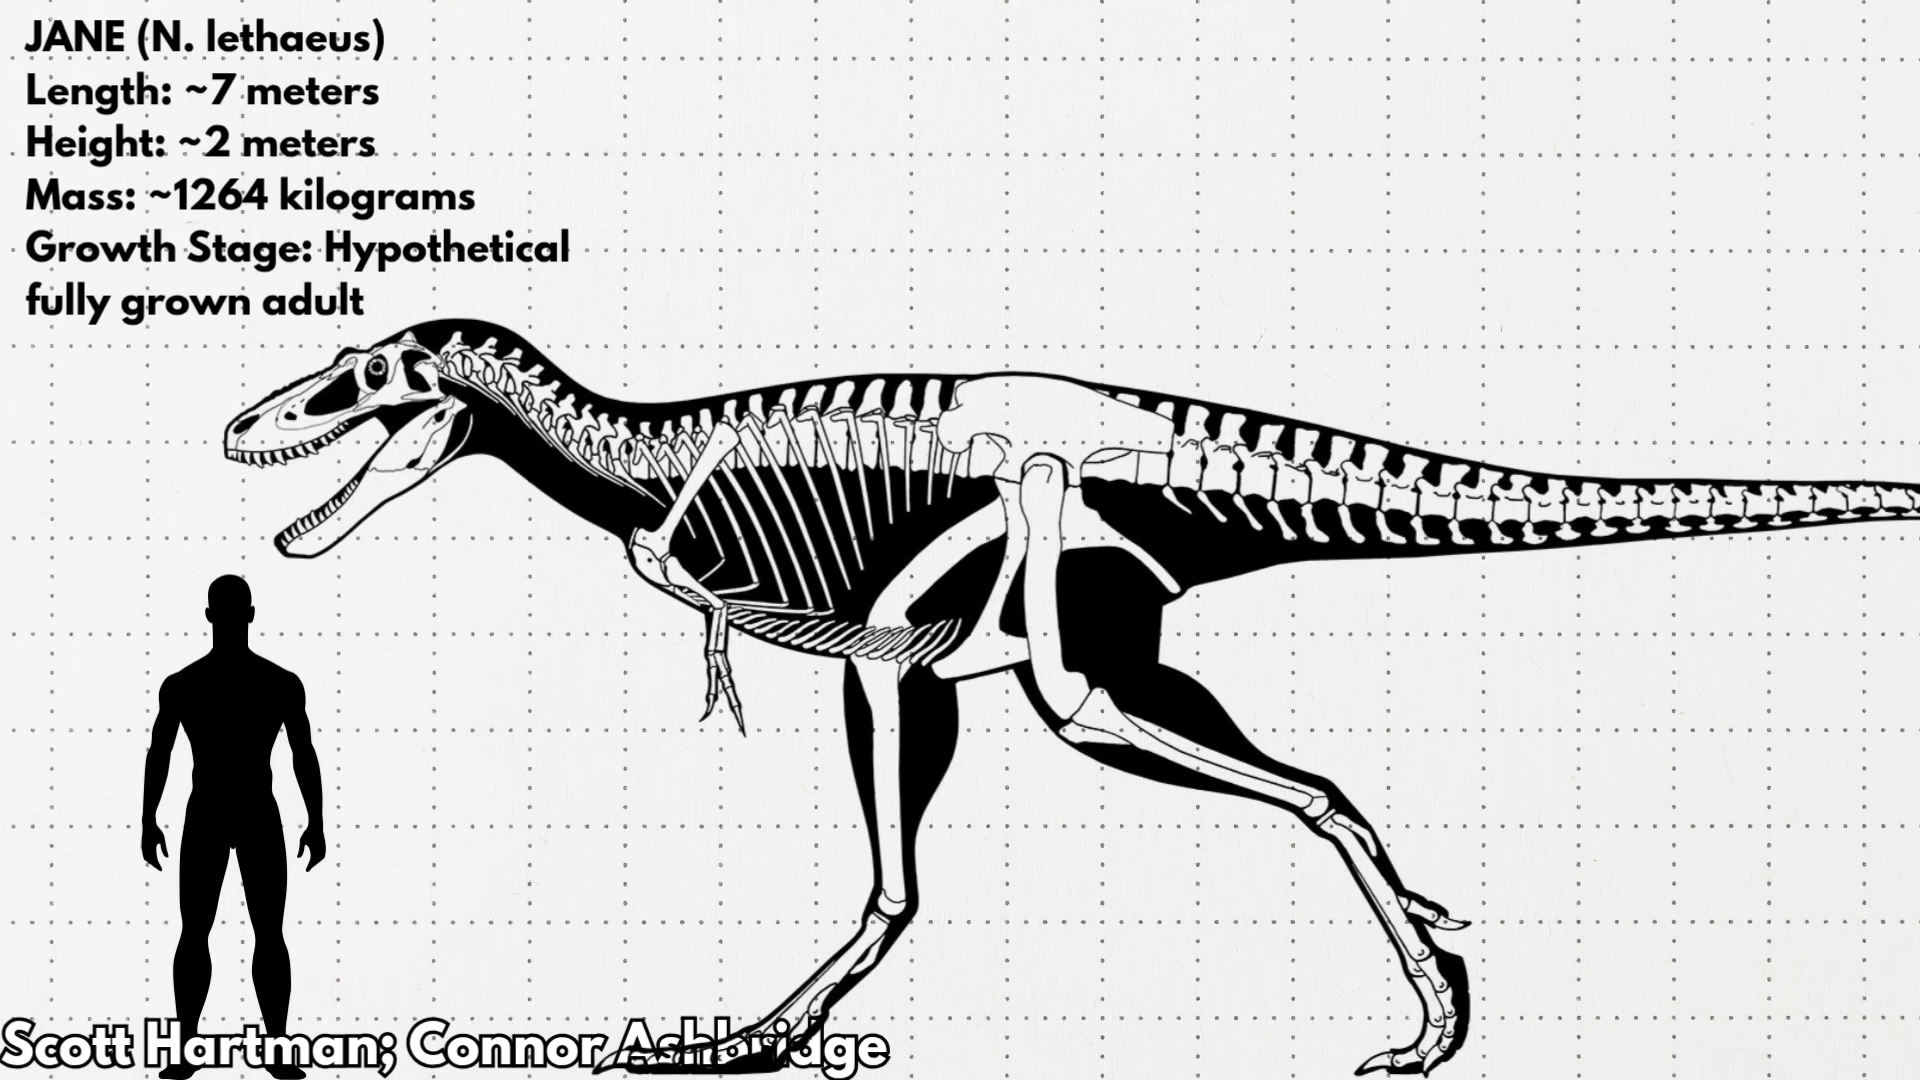 JANE (N. lethaeus)
Length: ~7 meters
Height: ~2 meters
Mass: ~1264 kilograms
Growth Stage: Hypothetical
fully grown adult
Scott Hartman; Connor Ashbridge